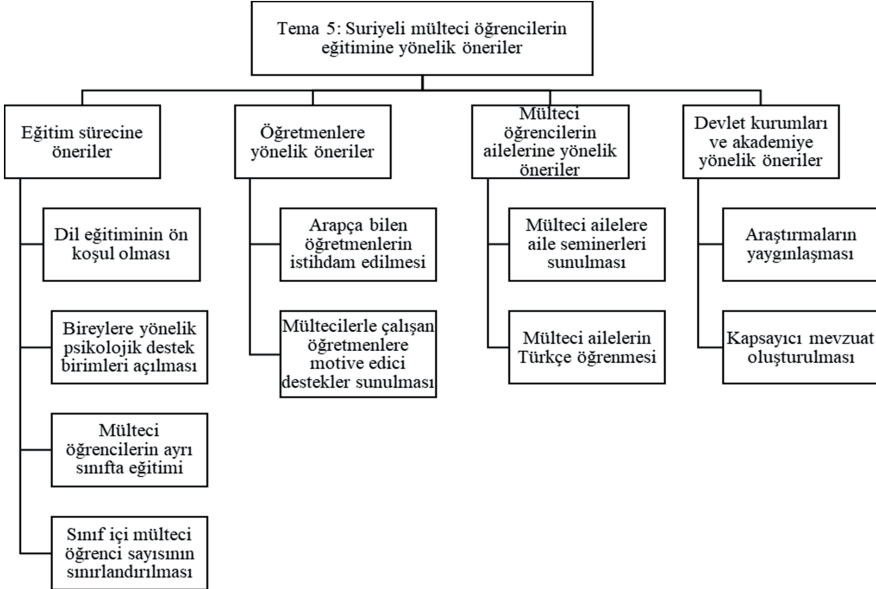 Tema 5: Suriyeli mülteci öğrencilerin
eğitimine yönelik öneriler
Eğitim sürecine
öneriler
Dil eğitiminin ön
koşul olması
Bireylere yönelik
psikolojik destek
birimleri açılması
Mülteci
öğrencilerin ayrı
sınıfta eğitimi
Sınıf içi mülteci
öğrenci sayısının
sınırlandırılması
Öğretmenlere
yönelik öneriler
Arapça bilen
öğretmenlerin
istihdam edilmesi
Mültecilerle çalışan
öğretmenlere
motive edici
destekler sunulması
Mülteci
öğrencilerin
ailelerine yönelik
öneriler
Mülteci ailelere
aile seminerleri
sunulması
Mülteci ailelerin
Türkçe öğrenmesi
Devlet kurumları
ve akademiye
yönelik öneriler
Araştırmaların
yaygınlaşması
Kapsayıcı mevzuat
oluşturulması